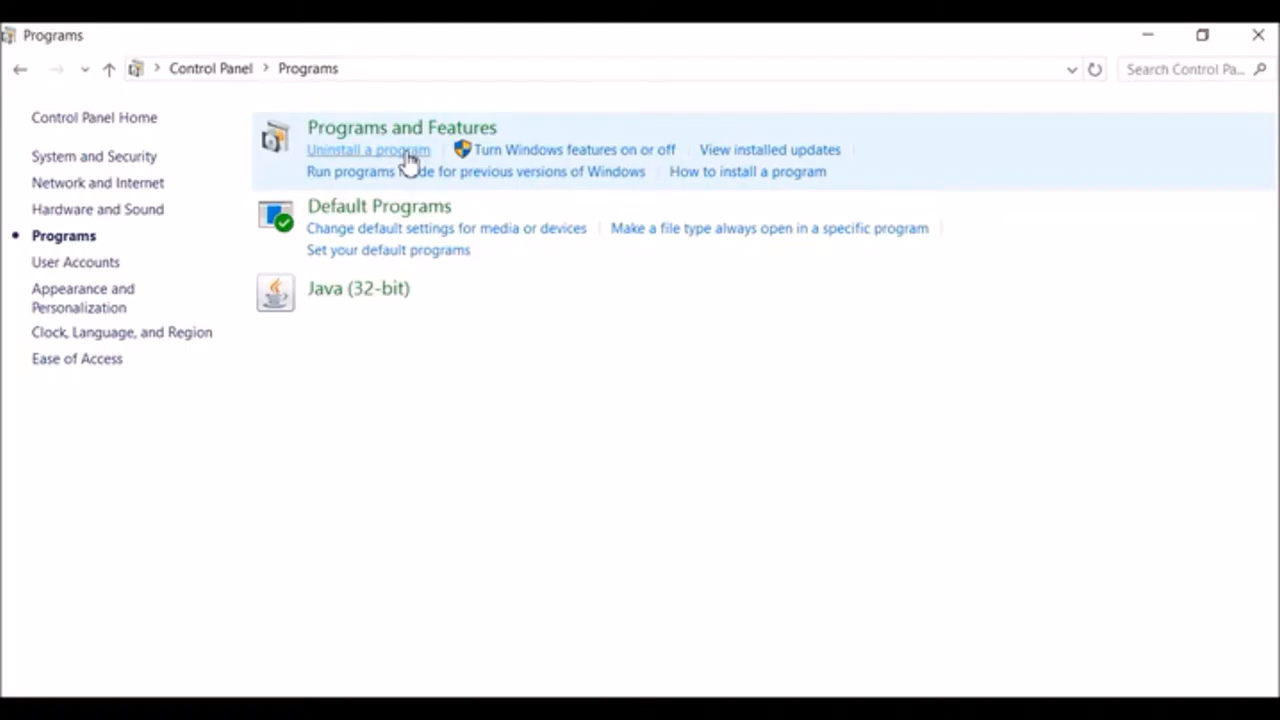 Programs
Control Panel > Programs
Search Control Pa...
Control Panel Home
System and Security
Network and Internet
Hardware and Sound
Programs
User Accounts
Appearance and
Personalization
Clock, Language, and Region
Ease of Access
Programs and Features
Uninstall a program Turn Windows features on or off View installed updates
Run programs for previous versions of Windows How to install a program
Default Programs
Change default settings for media or devices Make a file type always open in a specific program
Set your default programs
Java (32-bit)